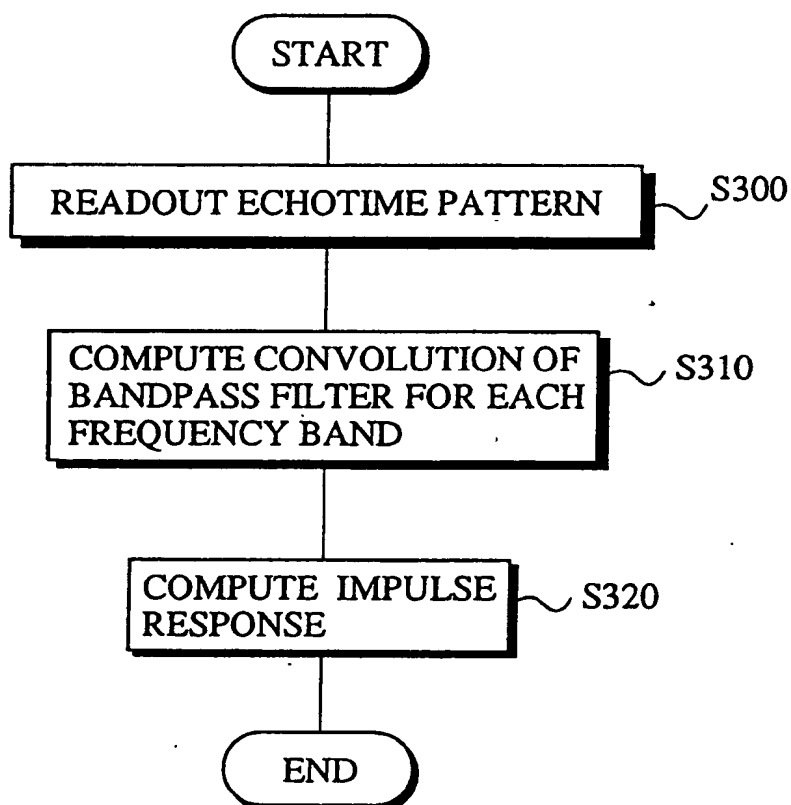 START
READOUT ECHOTIME PATTERN
S300
COMPUTE CONVOLUTION OF
BANDPASS FILTER FOR EACH
FREQUENCY BAND
S310
COMPUTE IMPULSE
RESPONSE
S320
END